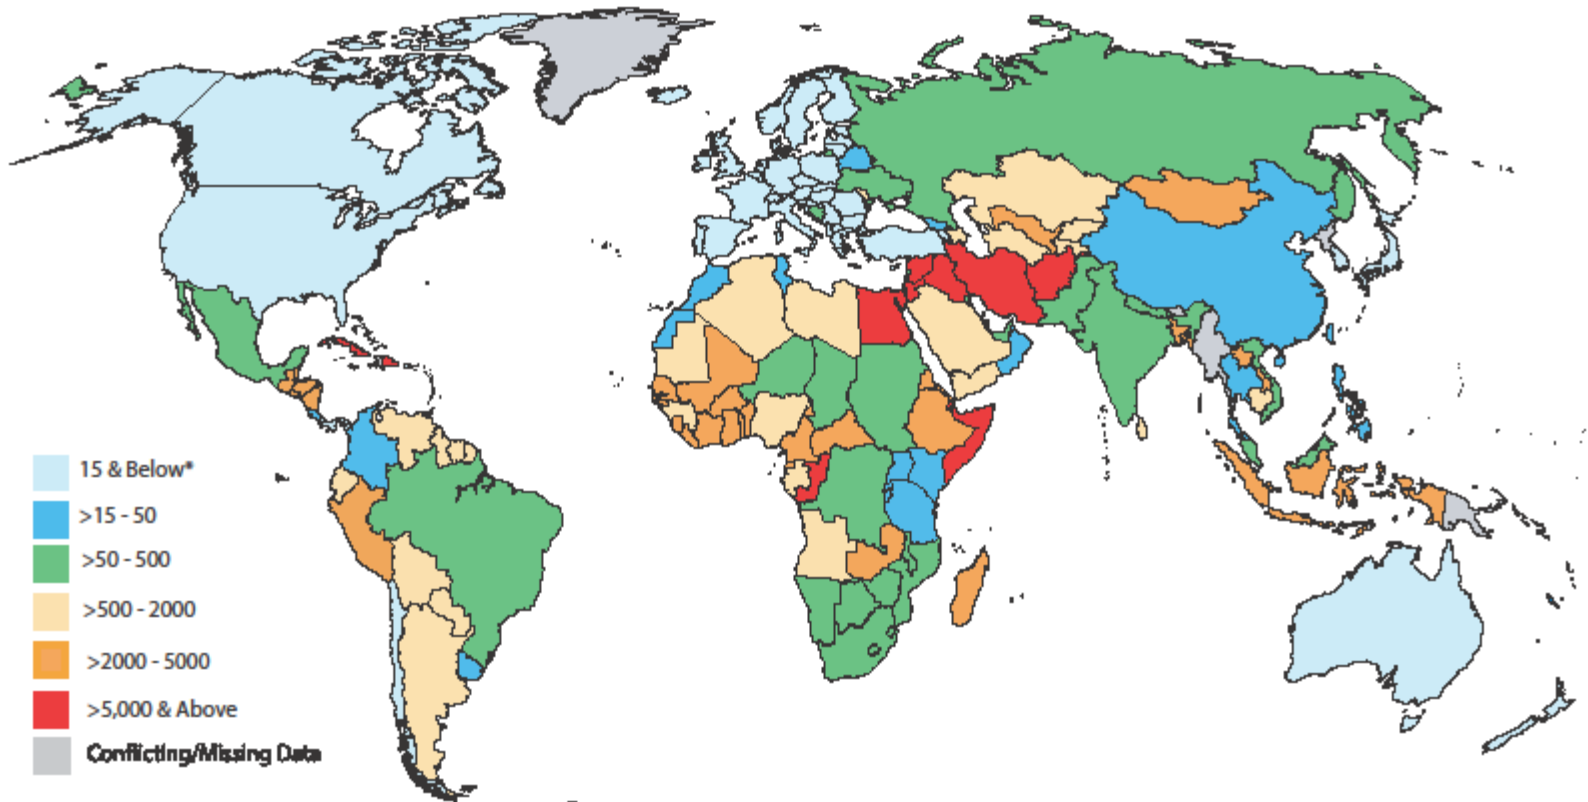 15 & Below*
>15 - 50
>50 - 500
>500 - 2000
>2000 - 5000
>5,000 & Above
Conflicting/Missing Data